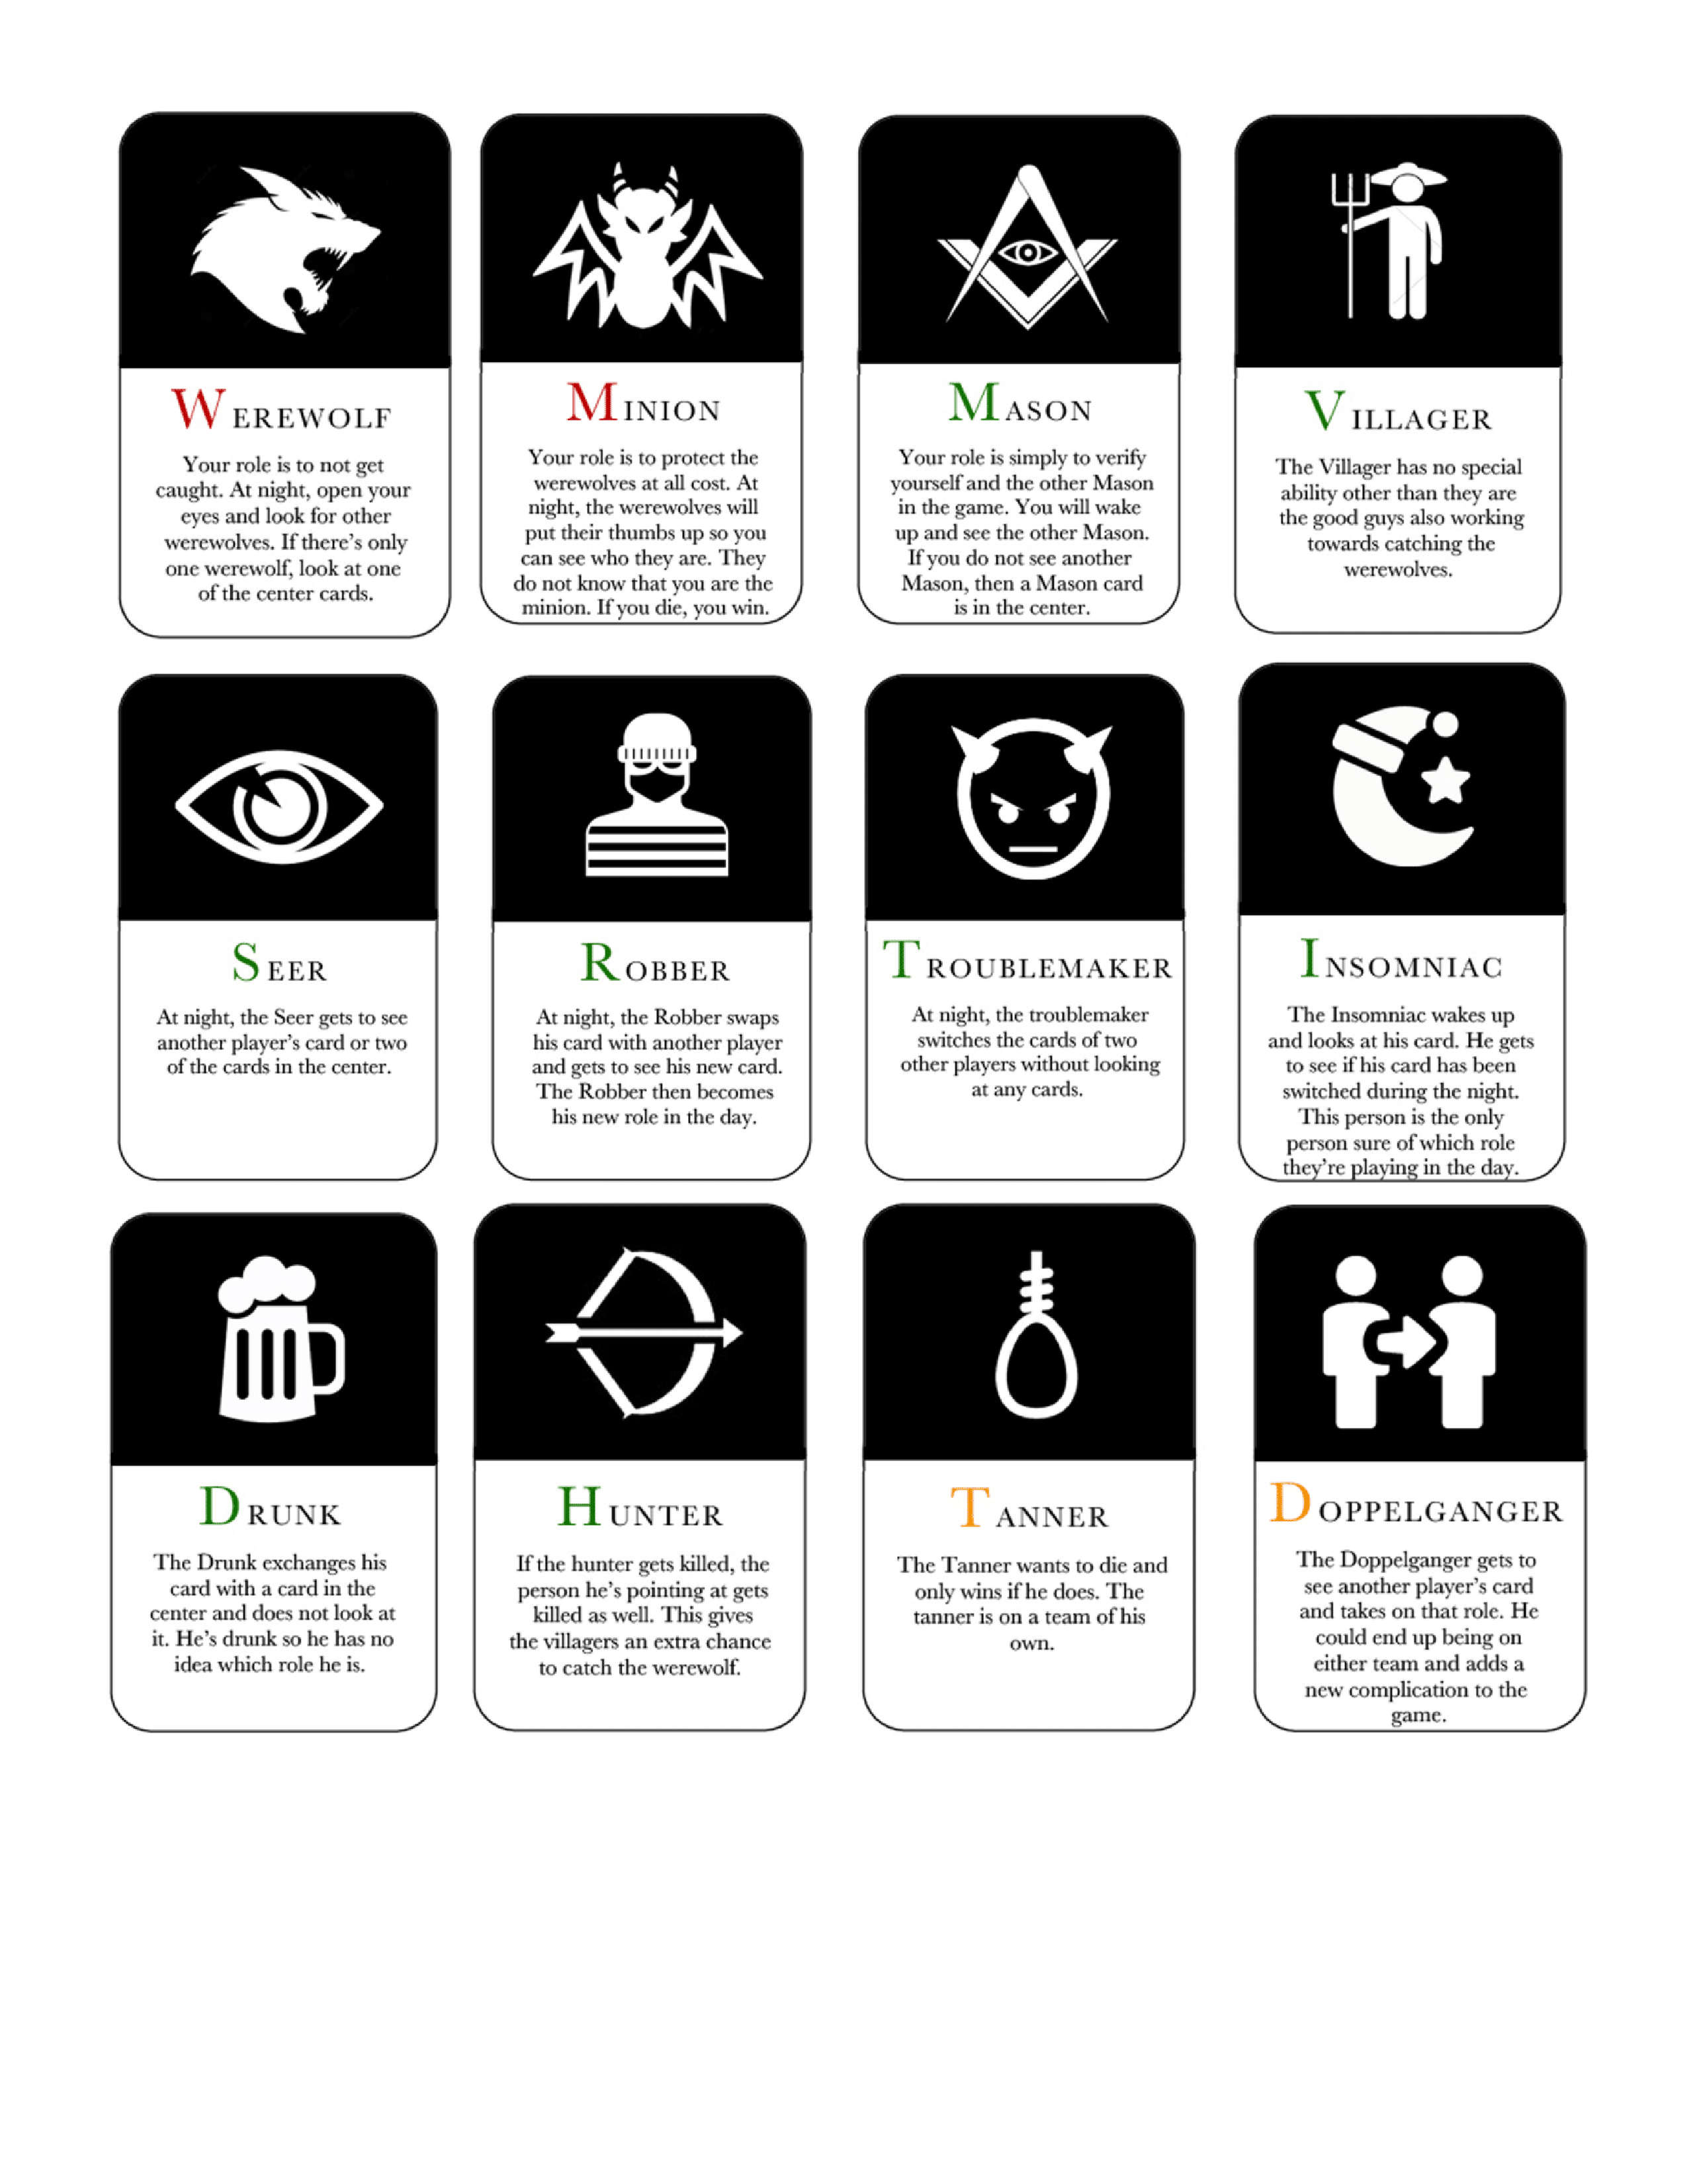 WEREWOLF
Your role is to not get
caught. At night, open your
eyes and look for other
werewolves. If there's only
one werewolf, look at one
of the center cards.
MINION
Your role is to protect the
werewolves at all cost. At
night, the werewolves will
put their thumbs up so you
can see who they are. They
do not know that you are the
minion. If you die, you win.
MASON
Your role is simply to verify
yourself and the other Mason
in the game. You will wake
up and see the other Mason.
If you do not see another
Mason, then a Mason card
is in the center.
VILLAGER
The Villager has no special
ability other than they are
the good guys also working
towards catching the
werewolves.
SEER
At night, the Seer gets to see
another player's card or two
of the cards in the center.
ROBBER
At night, the Robber swaps
his card with another player
and gets to see his new card.
The Robber then becomes
his new role in the day.
TROUBLEMAKER
At night, the troublemaker
switches the cards of two
other players without looking
at any cards.
INSOMNIAC
The Insomniac wakes up
and looks at his card. He gets
to see if his card has been
switched during the night.
This person is the only
person sure of which role
they're playing in the day.
DRUNK
The Drunk exchanges his
card with a card in the
center and does not look at
it. He's drunk so he has no
idea which role he is.
HUNTER
If the hunter gets killed, the
person he's pointing at gets
killed as well. This gives
the villagers an extra chance
to catch the werewolf.
TANNER
The Tanner wants to die and
only wins if he does. The
tanner is on a team of his
own.
DOPPELGANGER
The Doppelganger gets to
see another player's card
and takes on that role. He
could end up being on
either team and adds a
new complication to the
game.